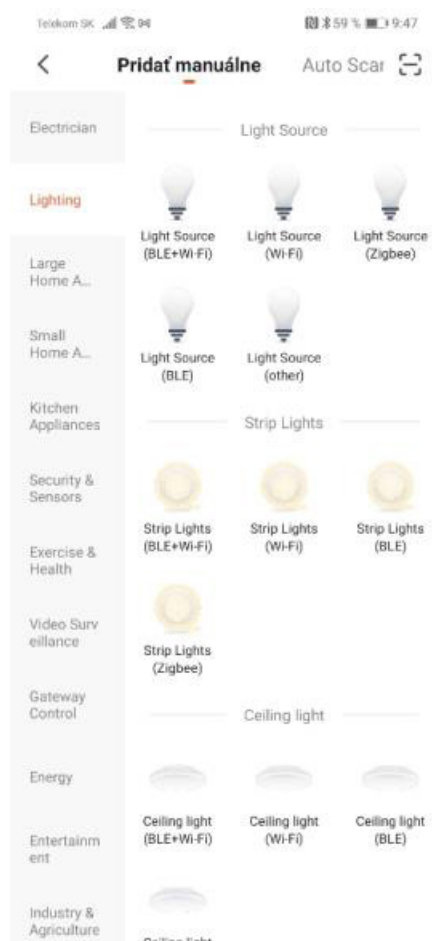 Telekom SK 59 % 9:47
Pridať manuálne Auto Scar
Electrician
Lighting
Large
Home A...
Small
Home A...
Kitchen
Appliances
Security &
Sensors
Exercise &
Health
Video Surv
eillance
Gateway
Control
Energy
Entertainm
ent
Industry &
Agriculture
Light Source
Light Source
(BLE+Wi-Fi)
Light Source
(Wi-Fi)
Light Source
(Zigbee)
Light Source
(BLE)
Light Source
(other)
Strip Lights
Strip Lights
(BLE+Wi-Fi)
Strip Lights
(Wi-Fi)
Strip Lights
(BLE)
Strip Lights
(Zigbee)
Ceiling light
Ceiling light
(BLE+Wi-Fi)
Ceiling light
(Wi-Fi)
Ceiling light
(BLE)
Ceiling light